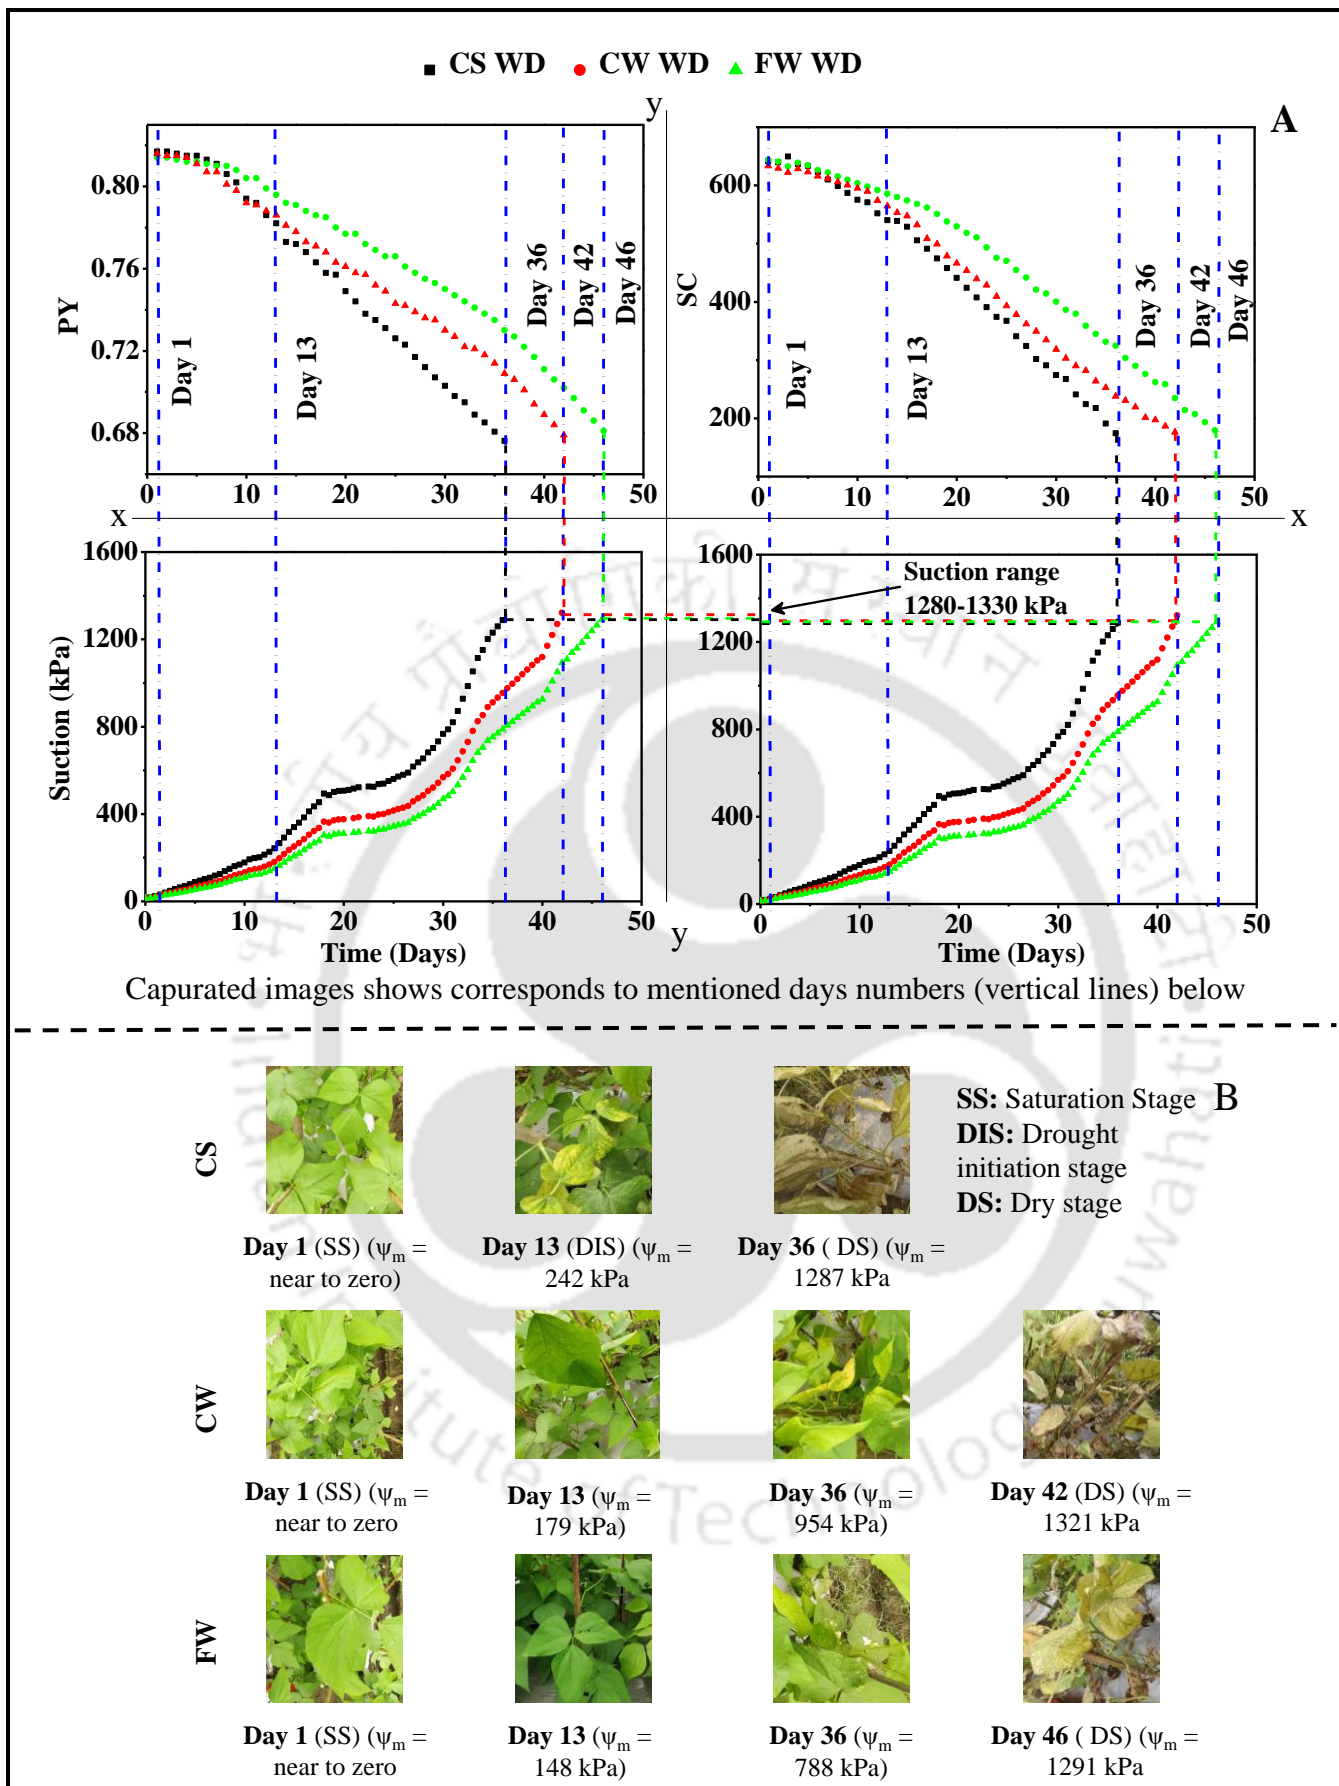 CS WD CW WD FW WD
y
A
0.80
0.76
0.72
0.68
PY
Day 1
Day 13
Day 36
Day 42
Day 46
0 10 20 30 40 50
600
400
200
SC
Day 1
Day 13
Day 36
Day 42
Day 46
0 10 20 30 40 50
x x
1600
1200
800
400
0
Suction (kPa)
0 10 20 30 40 50
Time (Days)
y
1600
1200
800
400
0
Suction range
1280-1330 kPa
0 10 20 30 40 50
Time (Days)
Capurated images shows corresponds to mentioned days numbers (vertical lines) below
B
SS: Saturation Stage
DIS: Drought
initiation stage
DS: Dry stage
CS
Day 1 (SS) (ψm =
near to zero)
Day 13 (DIS) (ψm =
242 kPa
Day 36 ( DS) (ψm =
1287 kPa
CW
Day 1 (SS) (ψm =
near to zero
Day 13 (ψm =
179 kPa)
Day 36 (ψm =
954 kPa)
Day 42 (DS) (ψm =
1321 kPa
FW
Day 1 (SS) (ψm =
near to zero
Day 13 (ψm =
148 kPa)
Day 36 (ψm =
788 kPa)
Day 46 ( DS) (ψm =
1291 kPa